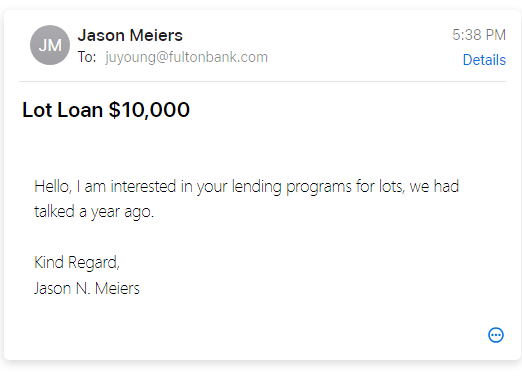 JM
Jason Meiers
5:38 PM
To: juyoung@fultonbank.com
Details
Lot Loan $10,000
Hello, I am interested in your lending programs for lots, we had
talked a year ago.
Kind Regard,
Jason N. Meiers